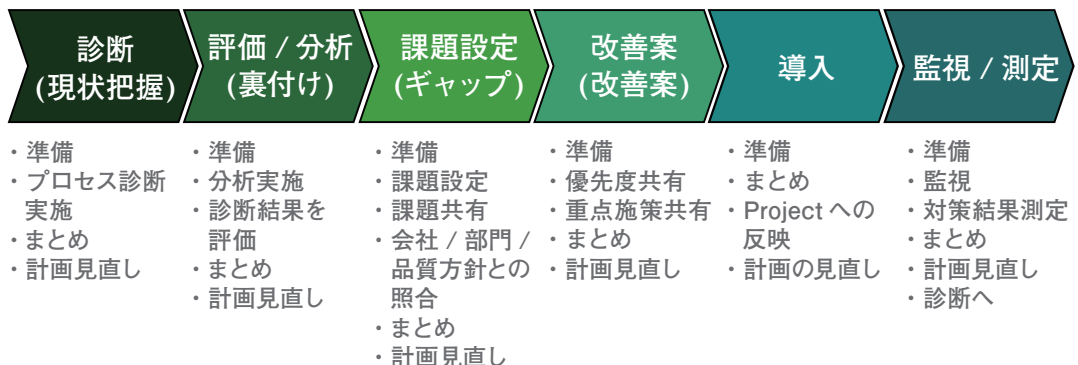 診断
(現状把握)
評価 / 分析
(裏付け)
課題設定
(ギャップ)
改善案
(改善案)
導入
監視 / 測定
・準備
・プロセス診断
実施
・まとめ
・計画見直し
・準備
・分析実施
・診断結果を
評価
・まとめ
・計画見直し
・準備
・課題設定
・課題共有
・会社 / 部門 /
品質方針との
照合
・まとめ
・計画見直し
・準備
・優先度共有
・重点施策共有
・まとめ
・計画見直し
・準備
・まとめ
・Project への
反映
・計画の見直し
・準備
・監視
・対策結果測定
・まとめ
・計画見直し
・診断へ